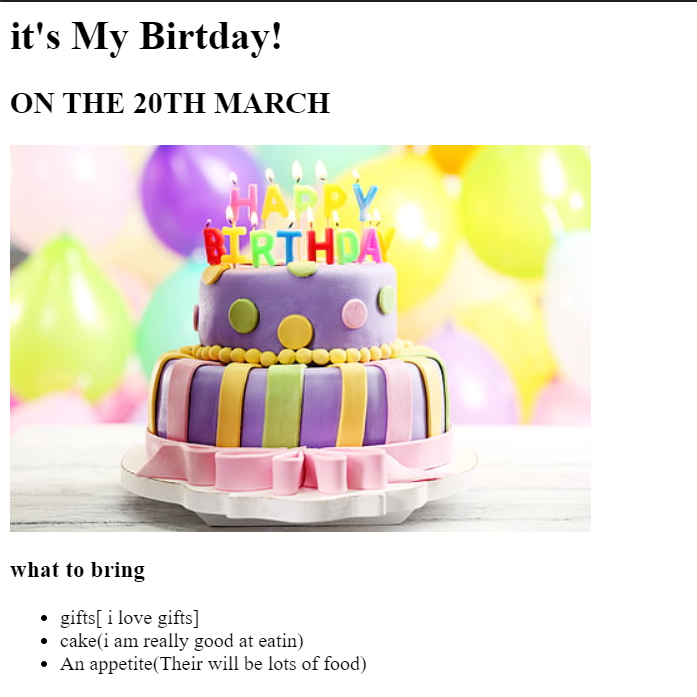 it's My Birtday!
ON THE 20TH MARCH
HAPPY
BIRTHDAY
what to bring
gifts[ i love gifts]
cake(i am really good at eatin)
An appetite(Their will be lots of food)